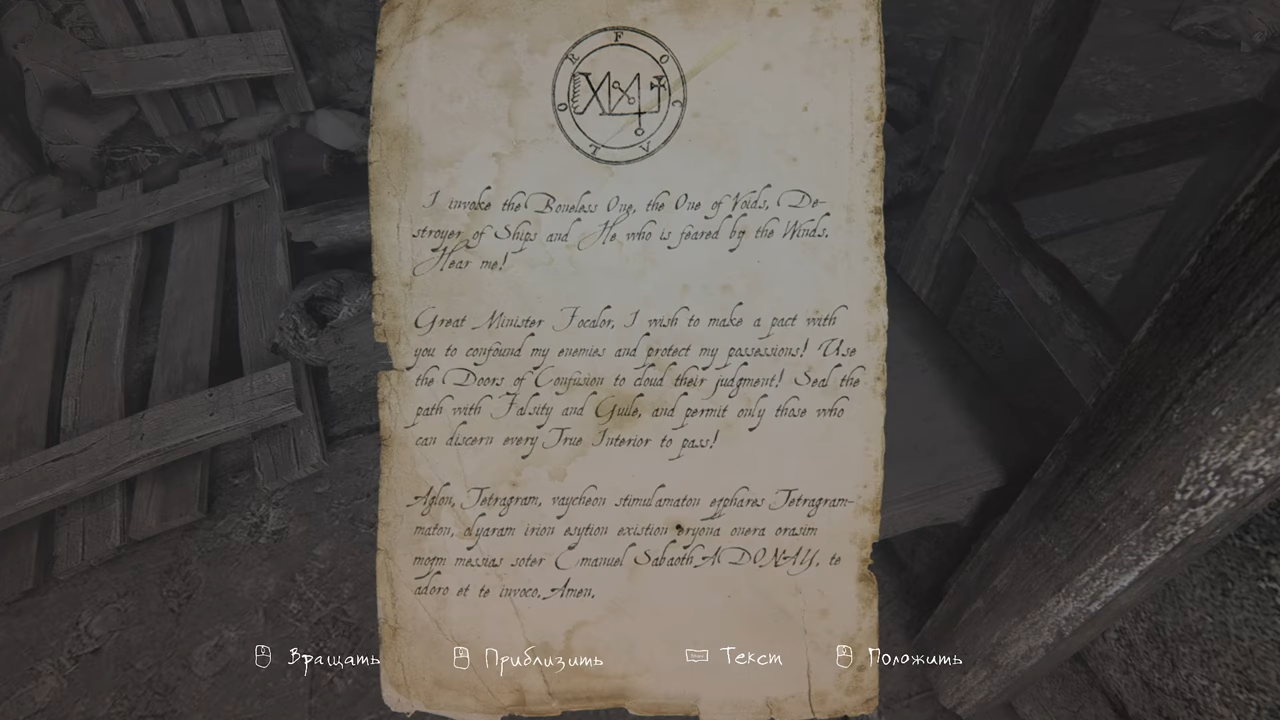 F O C V T O R
I invoke the Boneless One, the One of Voids, De-
stroyer of Ships and He who is feared by the Winds.
Hear me!
Great Minister Focalor, I wish to make a pact with
you to confound my enemies and protect my possessions! Use
the Doors of Confusion to cloud their judgment! Seal the
path with Falsity and Guile, and permit only those who
can discern every True Interior to pass!
Aglon, Tetragram, vaycheon stimulamaton ezphares Tetragram-
maton, olyaram irion esytion existion eryona onera orasim
mozm messias soter Emanuel Sabaoth ADONAY, te
adoro et te invoco. Amen.
Вращать Приблизить Текст Положить